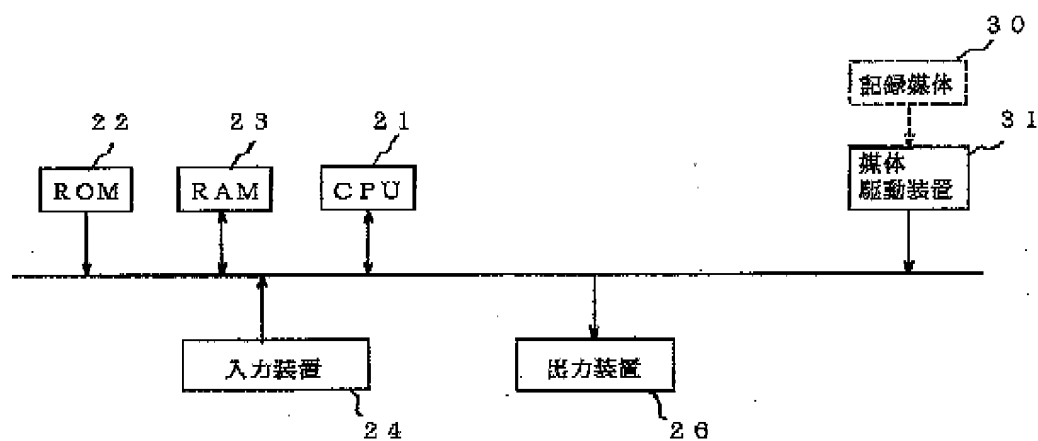 ３０
記録媒体
２２
２３
２１
３１
ROM
RAM
CPU
媒体
駆動装置
入力装置
出力装置
２４
２６